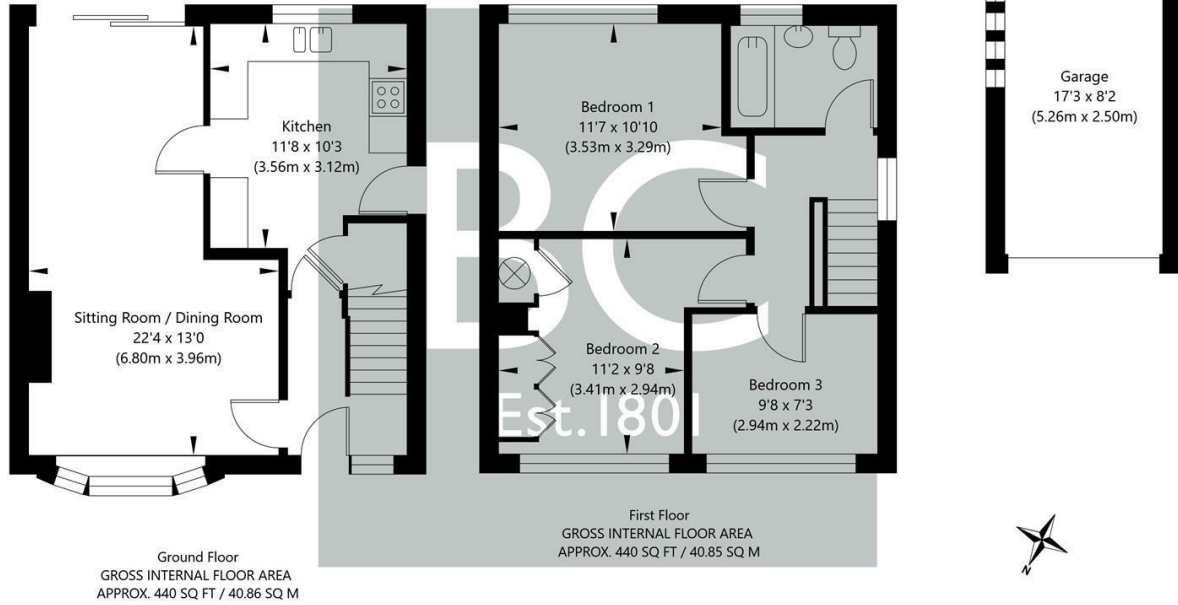 Kitchen
11'8 x 10'3
(3.56m x 3.12m)
Sitting Room / Dining Room
22'4 x 13'0
(6.80m x 3.96m)
Ground Floor
GROSS INTERNAL FLOOR AREA
APPROX. 440 SQ FT / 40.86 SQ M
Bedroom 1
11'7 x 10'10
(3.53m x 3.29m)
Bedroom 2
11'2 x 9'8
(3.41m x 2.94m)
Bedroom 3
9'8 x 7'3
(2.94m x 2.22m)
First Floor
GROSS INTERNAL FLOOR AREA
APPROX. 440 SQ FT / 40.85 SQ M
BC
Est.1801
Garage
17'3 x 8'2
(5.26m x 2.50m)
N